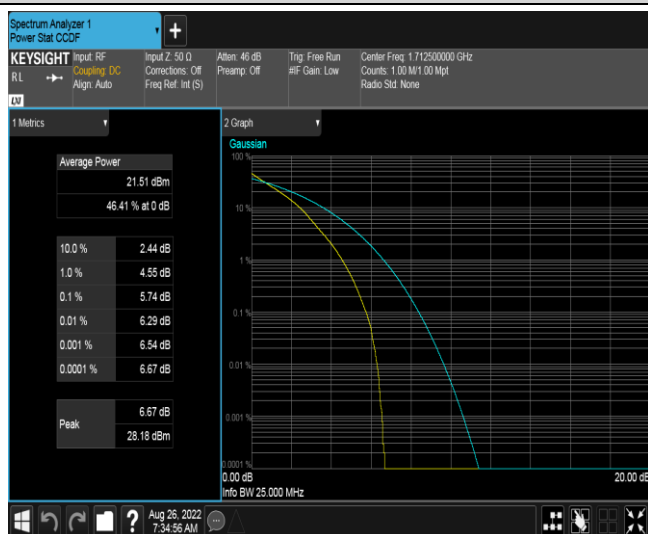 Spectrum Analyzer 1
Power Stat CCDF
+
KEYSIGHT
R L
LXI
Input: RF
Coupling: DC
Align: Auto
Input Z: 50 Ω
Corrections: Off
Freq Ref: Int (S)
Atten: 46 dB
Preamp: Off
Trig: Free Run
#IF Gain: Low
Center Freq: 1.712500000 GHz
Counts: 1.00 M/1.00 Mpt
Radio Std: None
1 Metrics
Average Power
21.51 dBm
46.41 % at 0 dB
10.0 % 2.44 dB
1.0 % 4.55 dB
0.1 % 5.74 dB
0.01 % 6.29 dB
0.001 % 6.54 dB
0.0001 % 6.67 dB
Peak
6.67 dB
28.18 dBm
2 Graph
Gaussian
100 %
10 %
1 %
0.1 %
0.01 %
0.001 %
0.0001 %
0.00 dB 20.00 dB
Info BW 25.000 MHz
?
Aug 26, 2022
7:34:56 AM